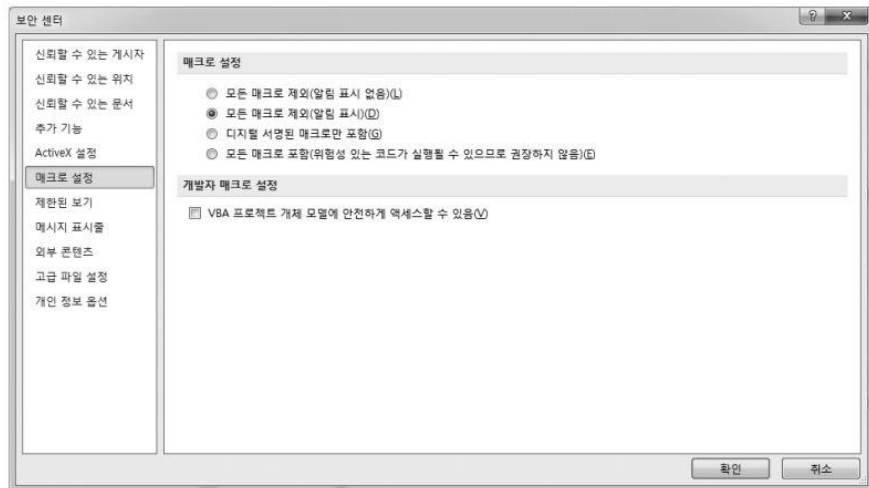 보안 센터
신뢰할 수 있는 게시자
신뢰할 수 있는 위치
신뢰할 수 있는 문서
추가 기능
ActiveX 설정
매크로 설정
제한된 보기
메시지 표시줄
외부 콘텐츠
고급 파일 설정
개인 정보 옵션
매크로 설정
모든 매크로 제외(알림 표시 없음)(L)
모든 매크로 제외(알림 표시)(D)
디지털 서명된 매크로만 포함(G)
모든 매크로 포함(위험성 있는 코드가 실행될 수 있으므로 권장하지 않음)(E)
개발자 매크로 설정
VBA 프로젝트 개체 모델에 안전하게 액세스할 수 있음(V)
확인
취소